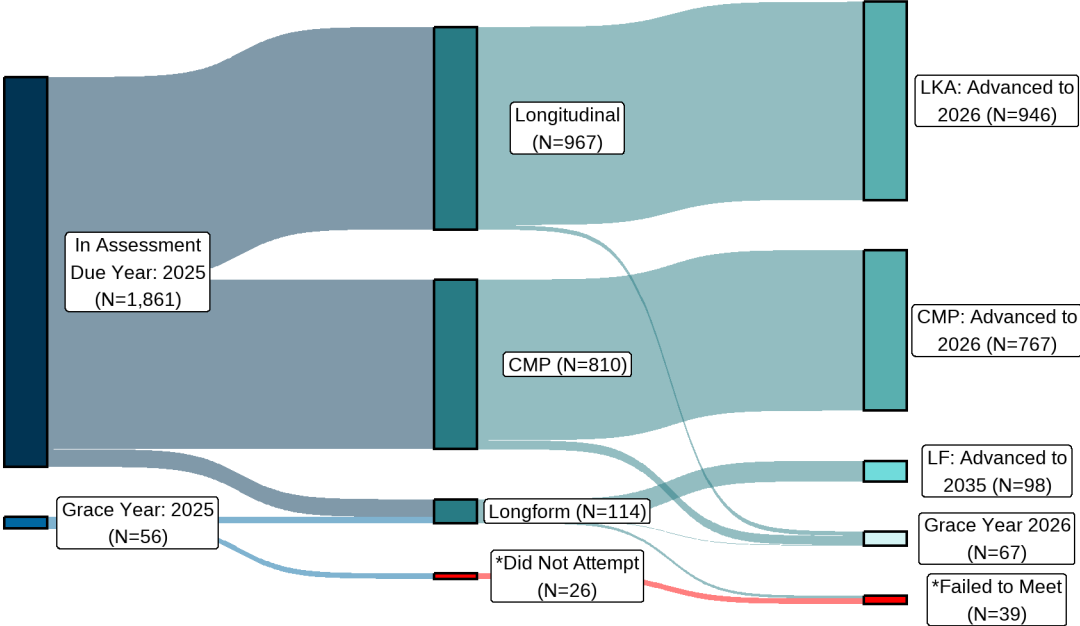 In Assessment
Due Year: 2025
(N=1,861)
Grace Year: 2025
(N=56)
Longitudinal
(N=967)
CMP (N=810)
Longform (N=114)
*Did Not Attempt
(N=26)
LKA: Advanced to
2026 (N=946)
CMP: Advanced to
2026 (N=767)
LF: Advanced to
2035 (N=98)
Grace Year 2026
(N=67)
*Failed to Meet
(N=39)